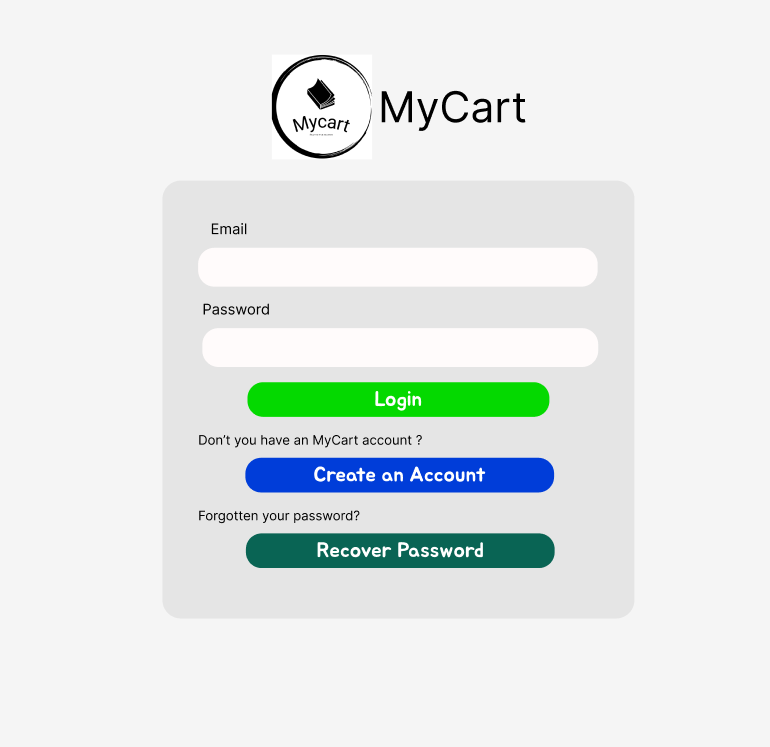 Mycart
MyCart
Email
Password
Login
Don't you have an MyCart account ?
Create an Account
Forgotten your password?
Recover Password